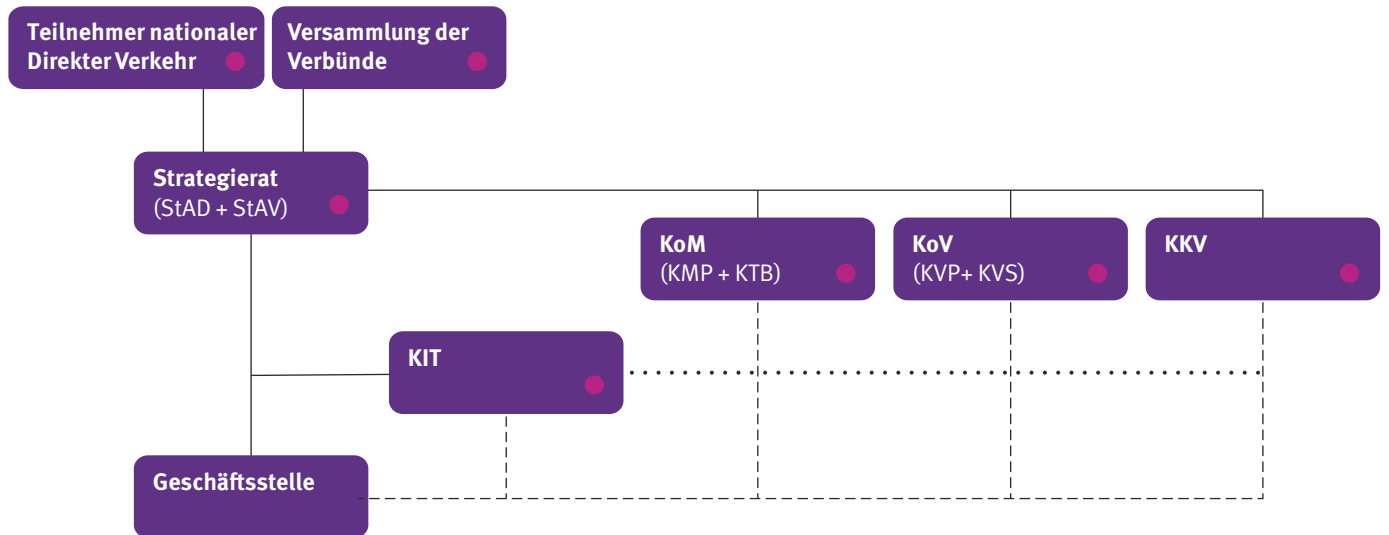 Teilnehmer nationaler
Direkter Verkehr
Versammlung der
Verbünde
Strategierat
(StAD + StAV)
KoM
(KMP + KTB)
KoV
(KVP+ KVS)
KKV
KIT
Geschäftsstelle